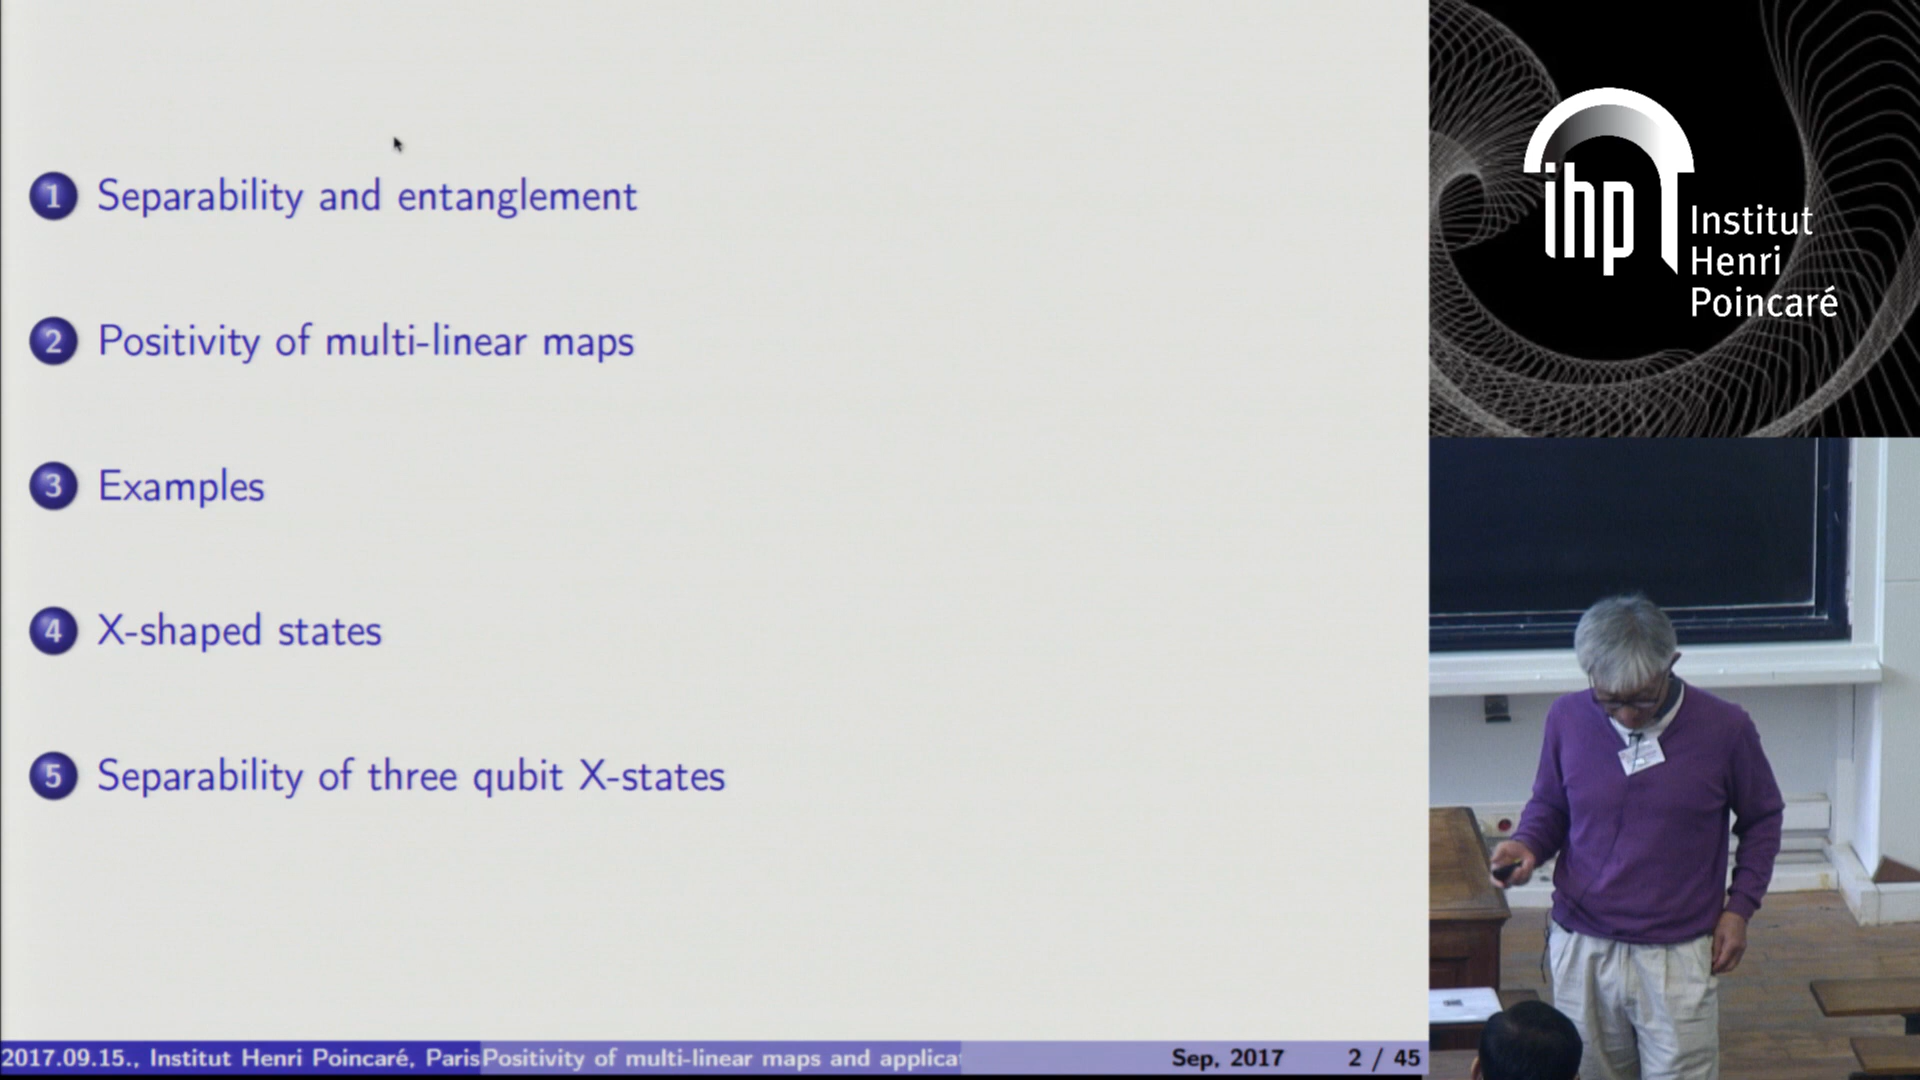 1 Separability and entanglement
2 Positivity of multi-linear maps
3 Examples
4 X-shaped states
5 Separability of three qubit X-states
2017.09.15., Institut Henri Poincaré, Paris Positivity of multi-linear maps and applica Sep, 2017 2 / 45
ihp Institut
Henri
Poincaré